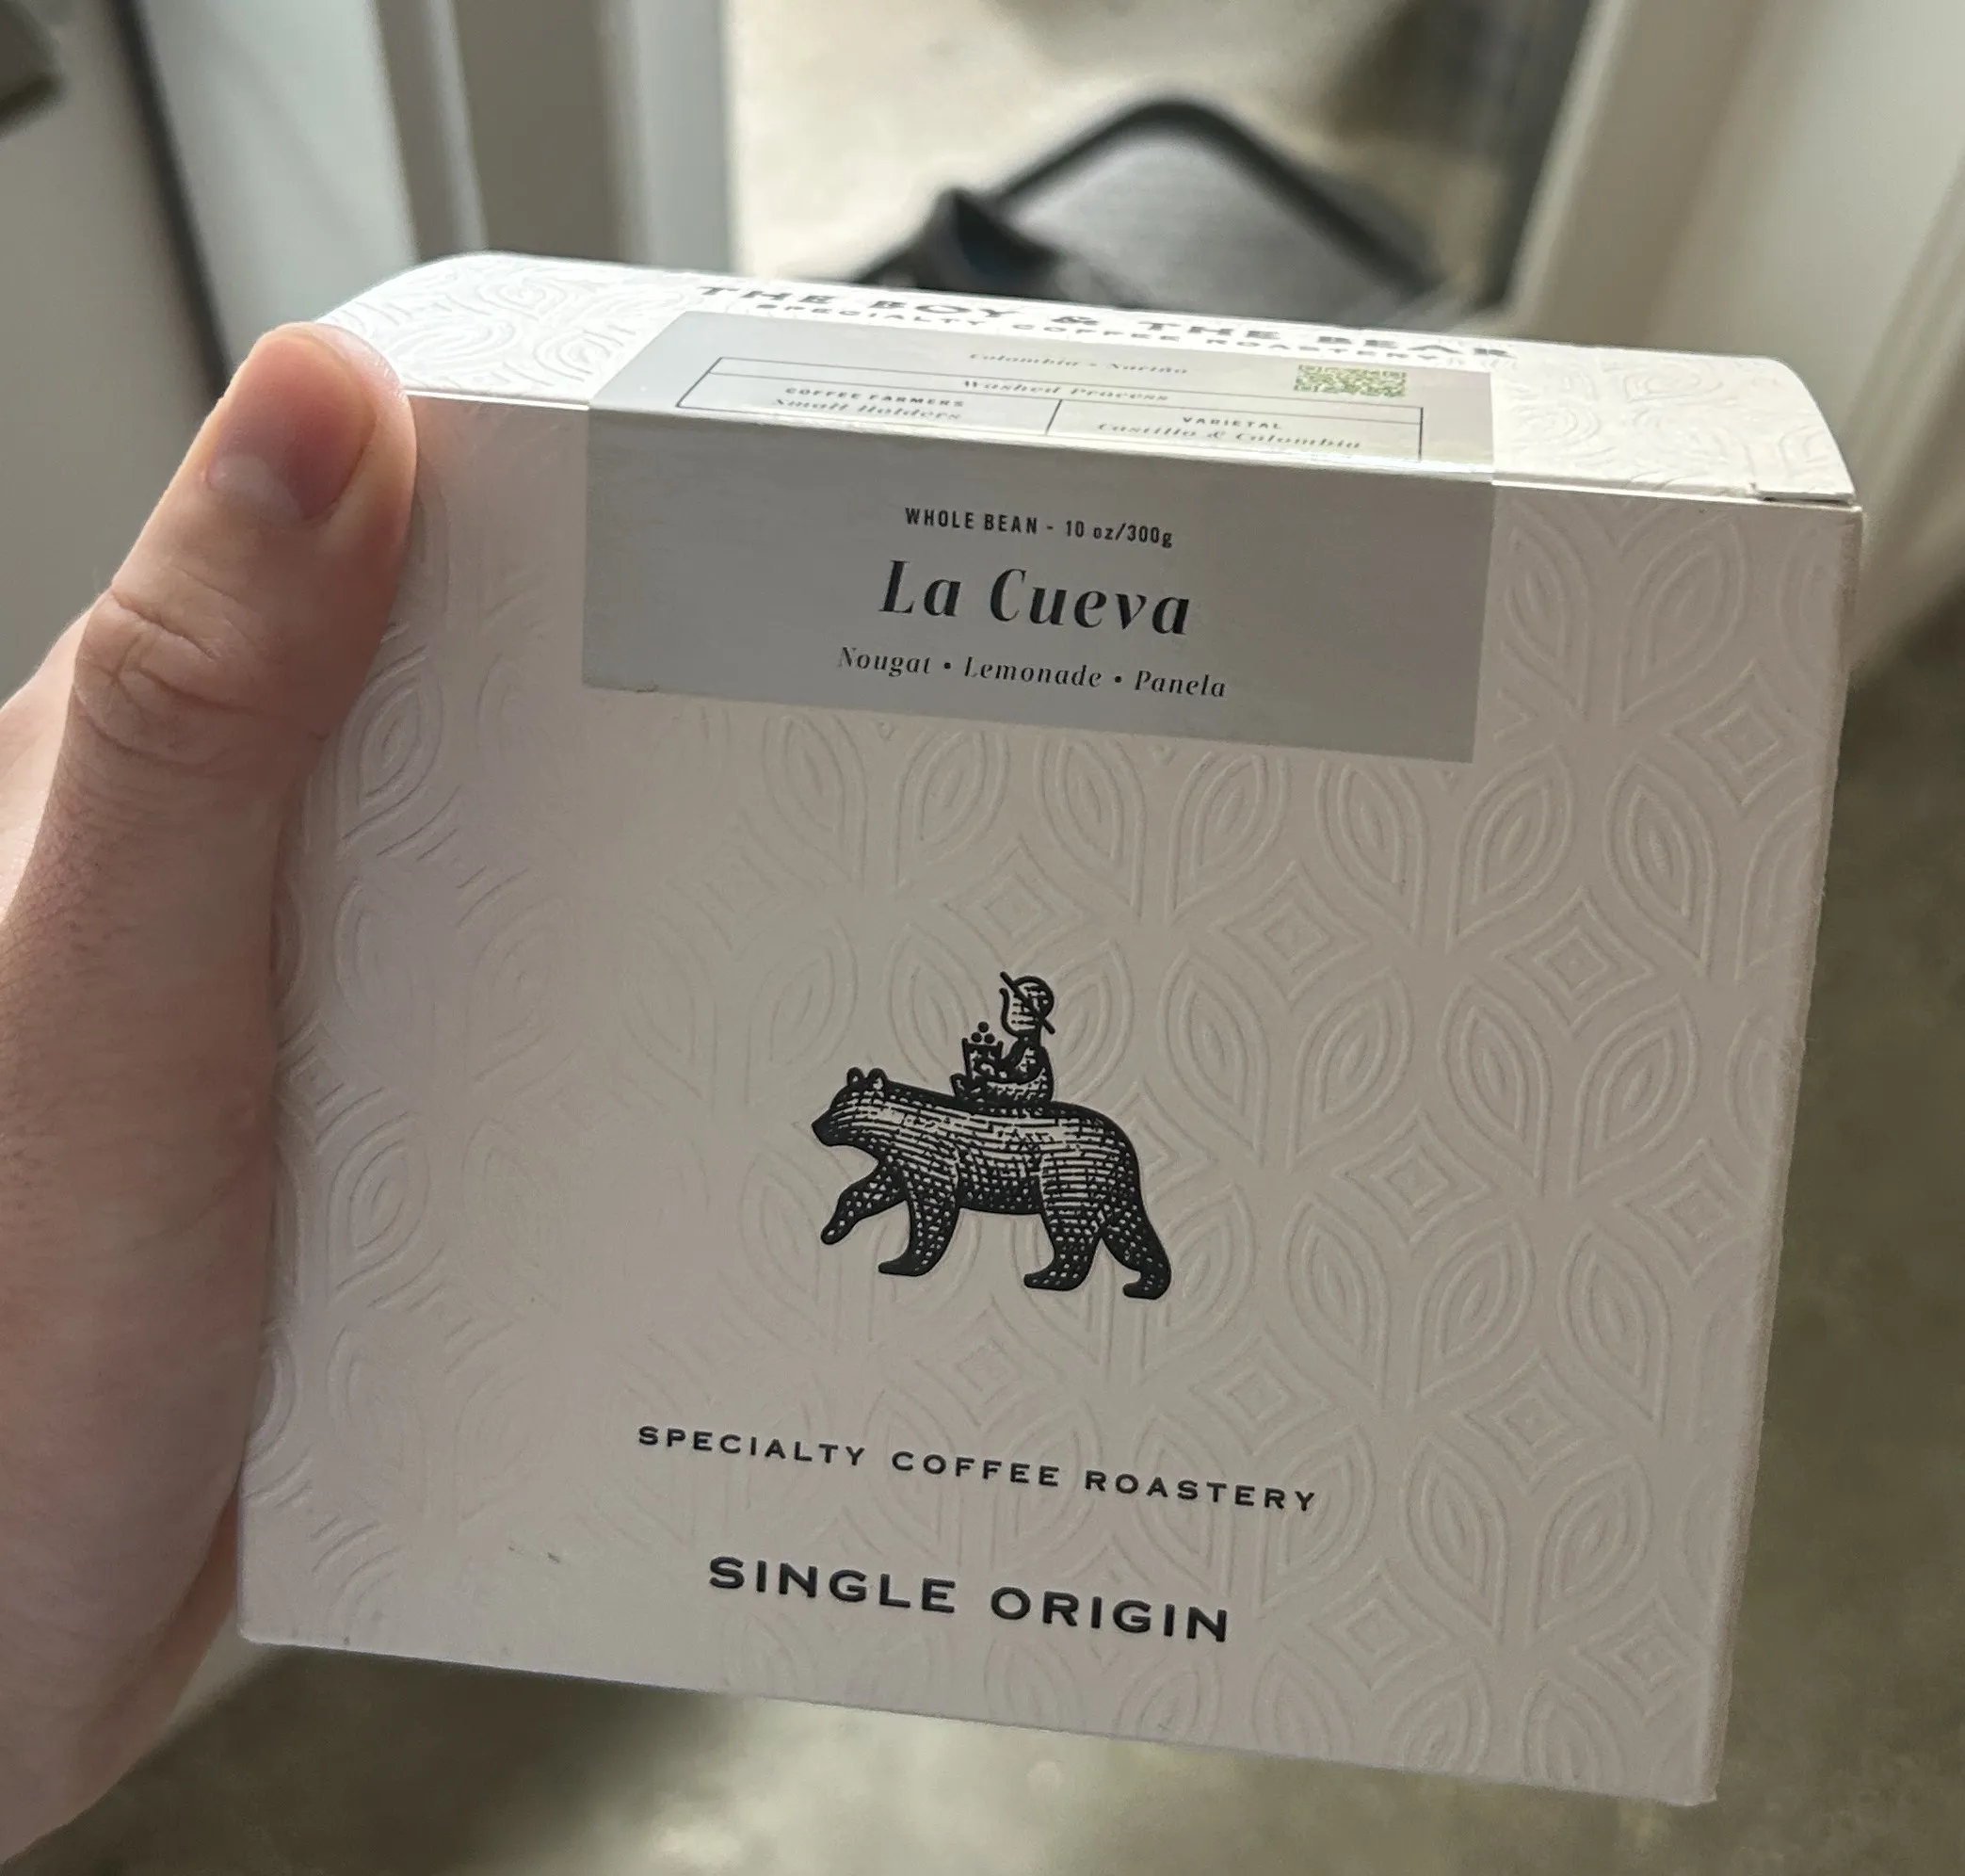 THE BOY & THE BEAR
SPECIALTY COFFEE ROASTERY
Colombia - Nariño
Washed Process
COFFEE FARMERS
Small Holders
VARIETAL
Castillo & Colombia
WHOLE BEAN - 10 oz/300g
La Cueva
Nougat • Lemonade • Panela
SPECIALTY COFFEE ROASTERY
SINGLE ORIGIN